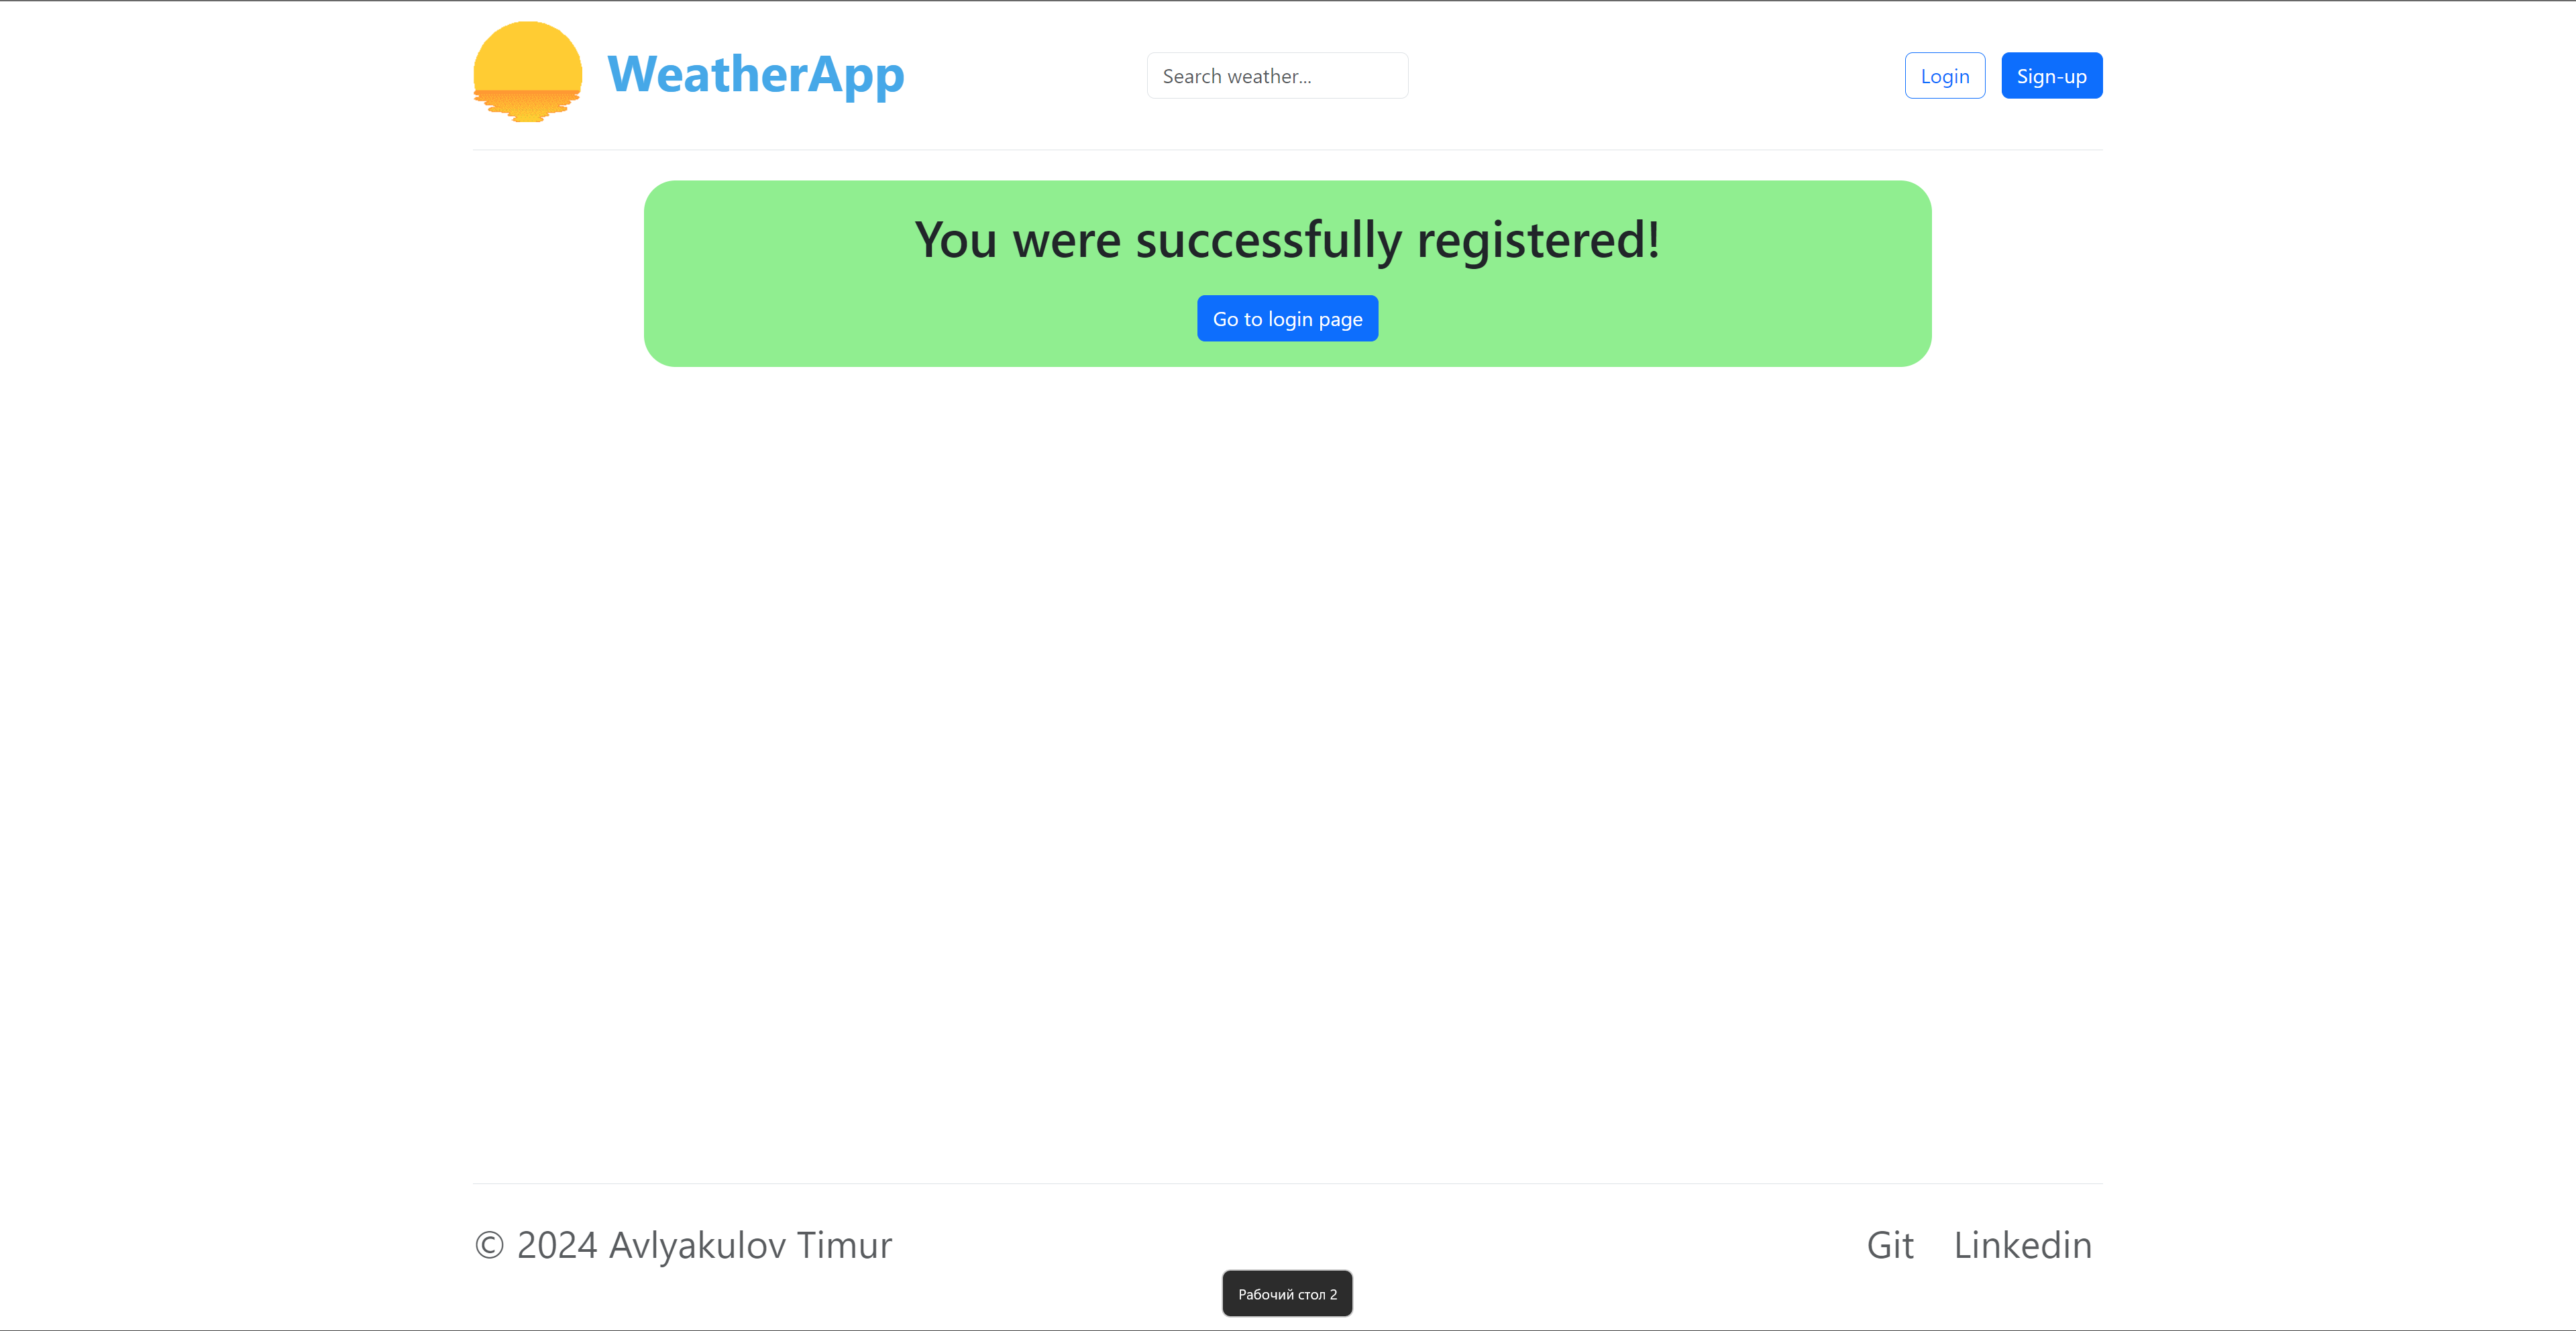 WeatherApp
Search weather...
Login
Sign-up
You were successfully registered!
Go to login page
© 2024 Avlyakulov Timur
Git
Linkedin
Рабочий стол 2